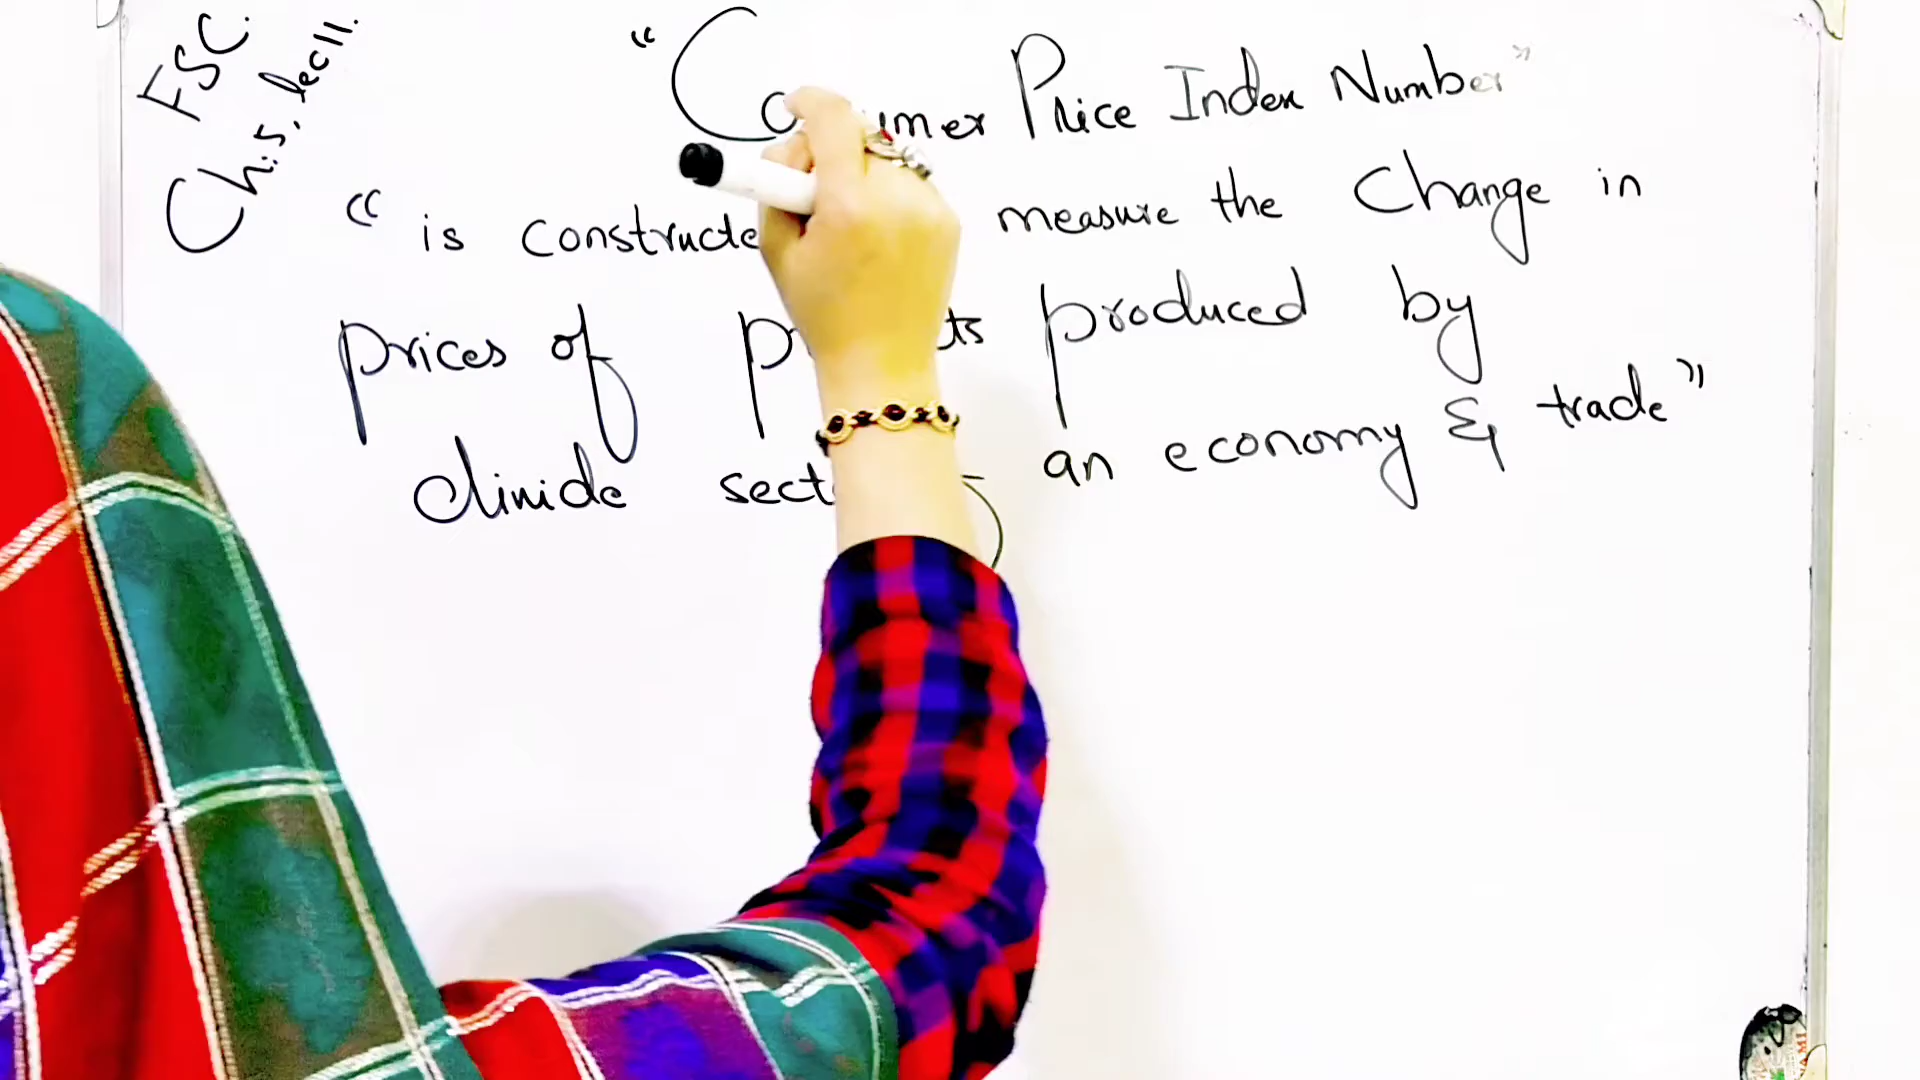 FSC.
Ch:5, lec11.
"Co umer Price Index Number"
" is constructe measure the Change in
prices of p ts produced by
divide sect an economy & trade"